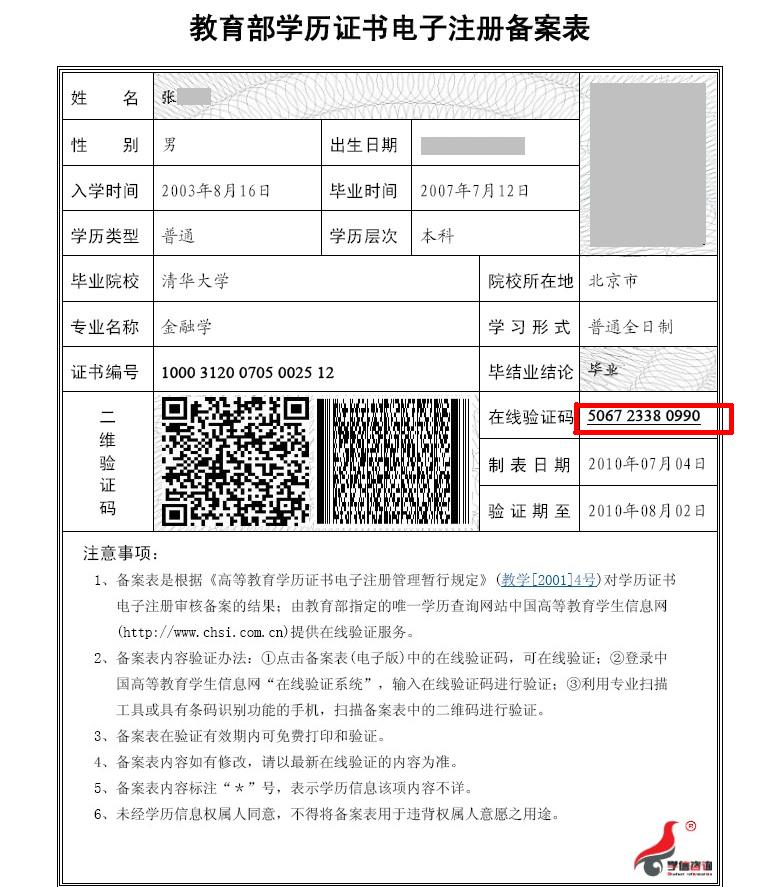 教育部学历证书电子注册备案表
姓 名 张
性 别 男 出生日期
入学时间 2003年8月16日 毕业时间 2007年7月12日
学历类型 普通 学历层次 本科
毕业院校 清华大学 院校所在地 北京市
专业名称 金融学 学习形式 普通全日制
证书编号 1000 3120 0705 0025 12 毕结业结论 毕业
二维验证码 在线验证码 5067 2338 0990
制表日期 2010年07月04日
验证期至 2010年08月02日
注意事项：
1、备案表是根据《高等教育学历证书电子注册管理暂行规定》(教学[2001]4号)对学历证书
电子注册审核备案的结果；由教育部指定的唯一学历查询网站中国高等教育学生信息网
(http://www.chsi.com.cn)提供在线验证服务。
2、备案表内容验证办法：①点击备案表(电子版)中的在线验证码，可在线验证；②登录中
国高等教育学生信息网“在线验证系统”，输入在线验证码进行验证；③利用专业扫描
工具或具有条码识别功能的手机，扫描备案表中的二维码进行验证。
3、备案表在验证有效期内可免费打印和验证。
4、备案表内容如有修改，请以最新在线验证的内容为准。
5、备案表内容标注“＊”号，表示学历信息该项内容不详。
6、未经学历信息权属人同意，不得将备案表用于违背权属人意愿之用途。
®
学信咨询
Student information